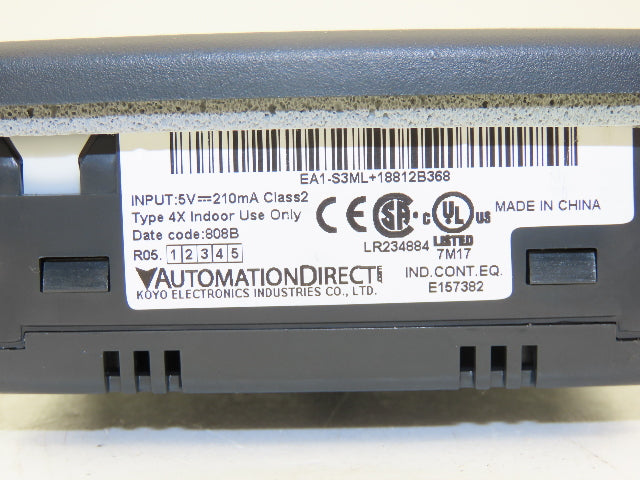 EA1-S3ML+18812B368
INPUT:5V⎓210mA Class2
Type 4X Indoor Use Only
Date code:808B
R05. 1 2 3 4 5
CE SA c UL us
LR234884 LISTED
7M17
MADE IN CHINA
AUTOMATIONDIRECT
KOYO ELECTRONICS INDUSTRIES CO., LTD.
IND.CONT.EQ.
E157382